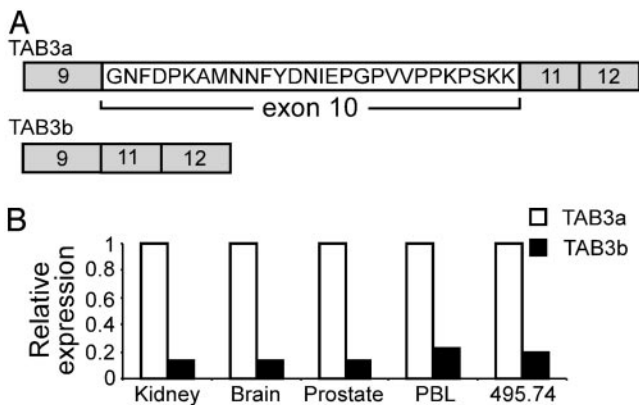 A
TAB3a
9 GNFDPKAMNNFYDNIEPGPVVPPKPSKK 11 12
exon 10
TAB3b
9 11 12
B
TAB3a
TAB3b
Relative expression
1
0.8
0.6
0.4
0.2
0
Kidney Brain Prostate PBL 495.74